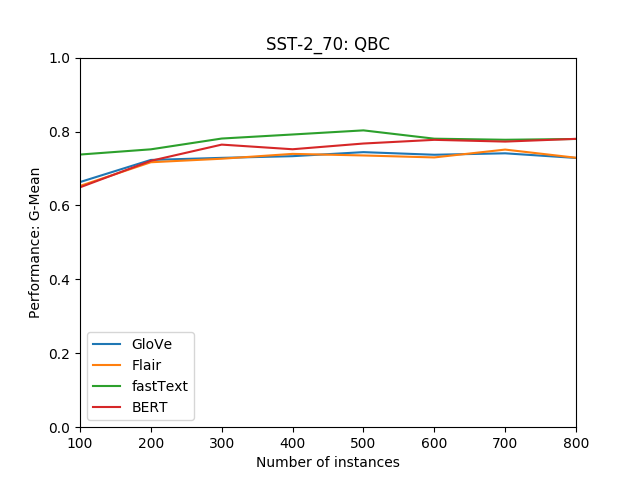 SST-2_70: QBC
Performance: G-Mean
1.0
0.8
0.6
0.4
0.2
0.0
GloVe
Flair
fastText
BERT
100 200 300 400 500 600 700 800
Number of instances